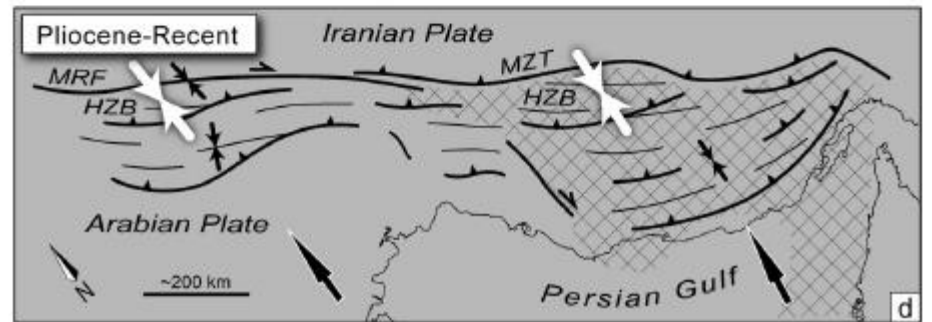 Pliocene-Recent
Iranian Plate
MRF
MZT
HZB
HZB
Arabian Plate
N
~200 km
Persian Gulf
d